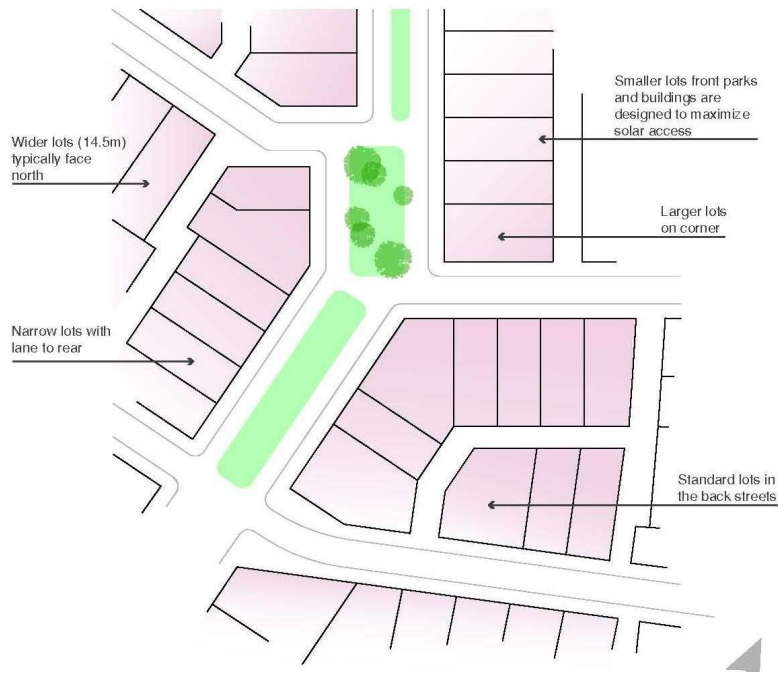 Smaller lots front parks
and buildings are
designed to maximize
solar access
Wider lots (14.5m)
typically face
north
Larger lots
on corner
Narrow lots with
lane to rear
Standard lots in
the back streets